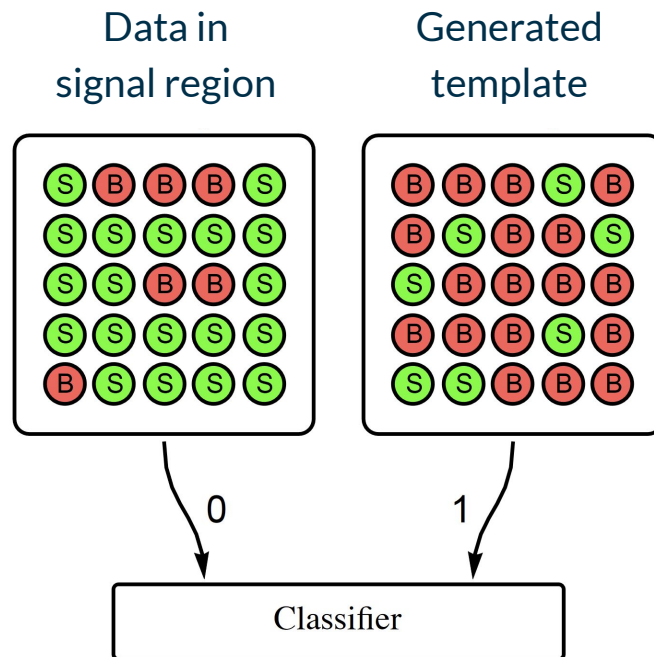 Data in
signal region
Generated
template
S B B B S
S S S S S
S S B B S
S S S S S
B S S S S
B B B S B
B S B B S
S B B B B
B B B S B
S S B B B
0
1
Classifier